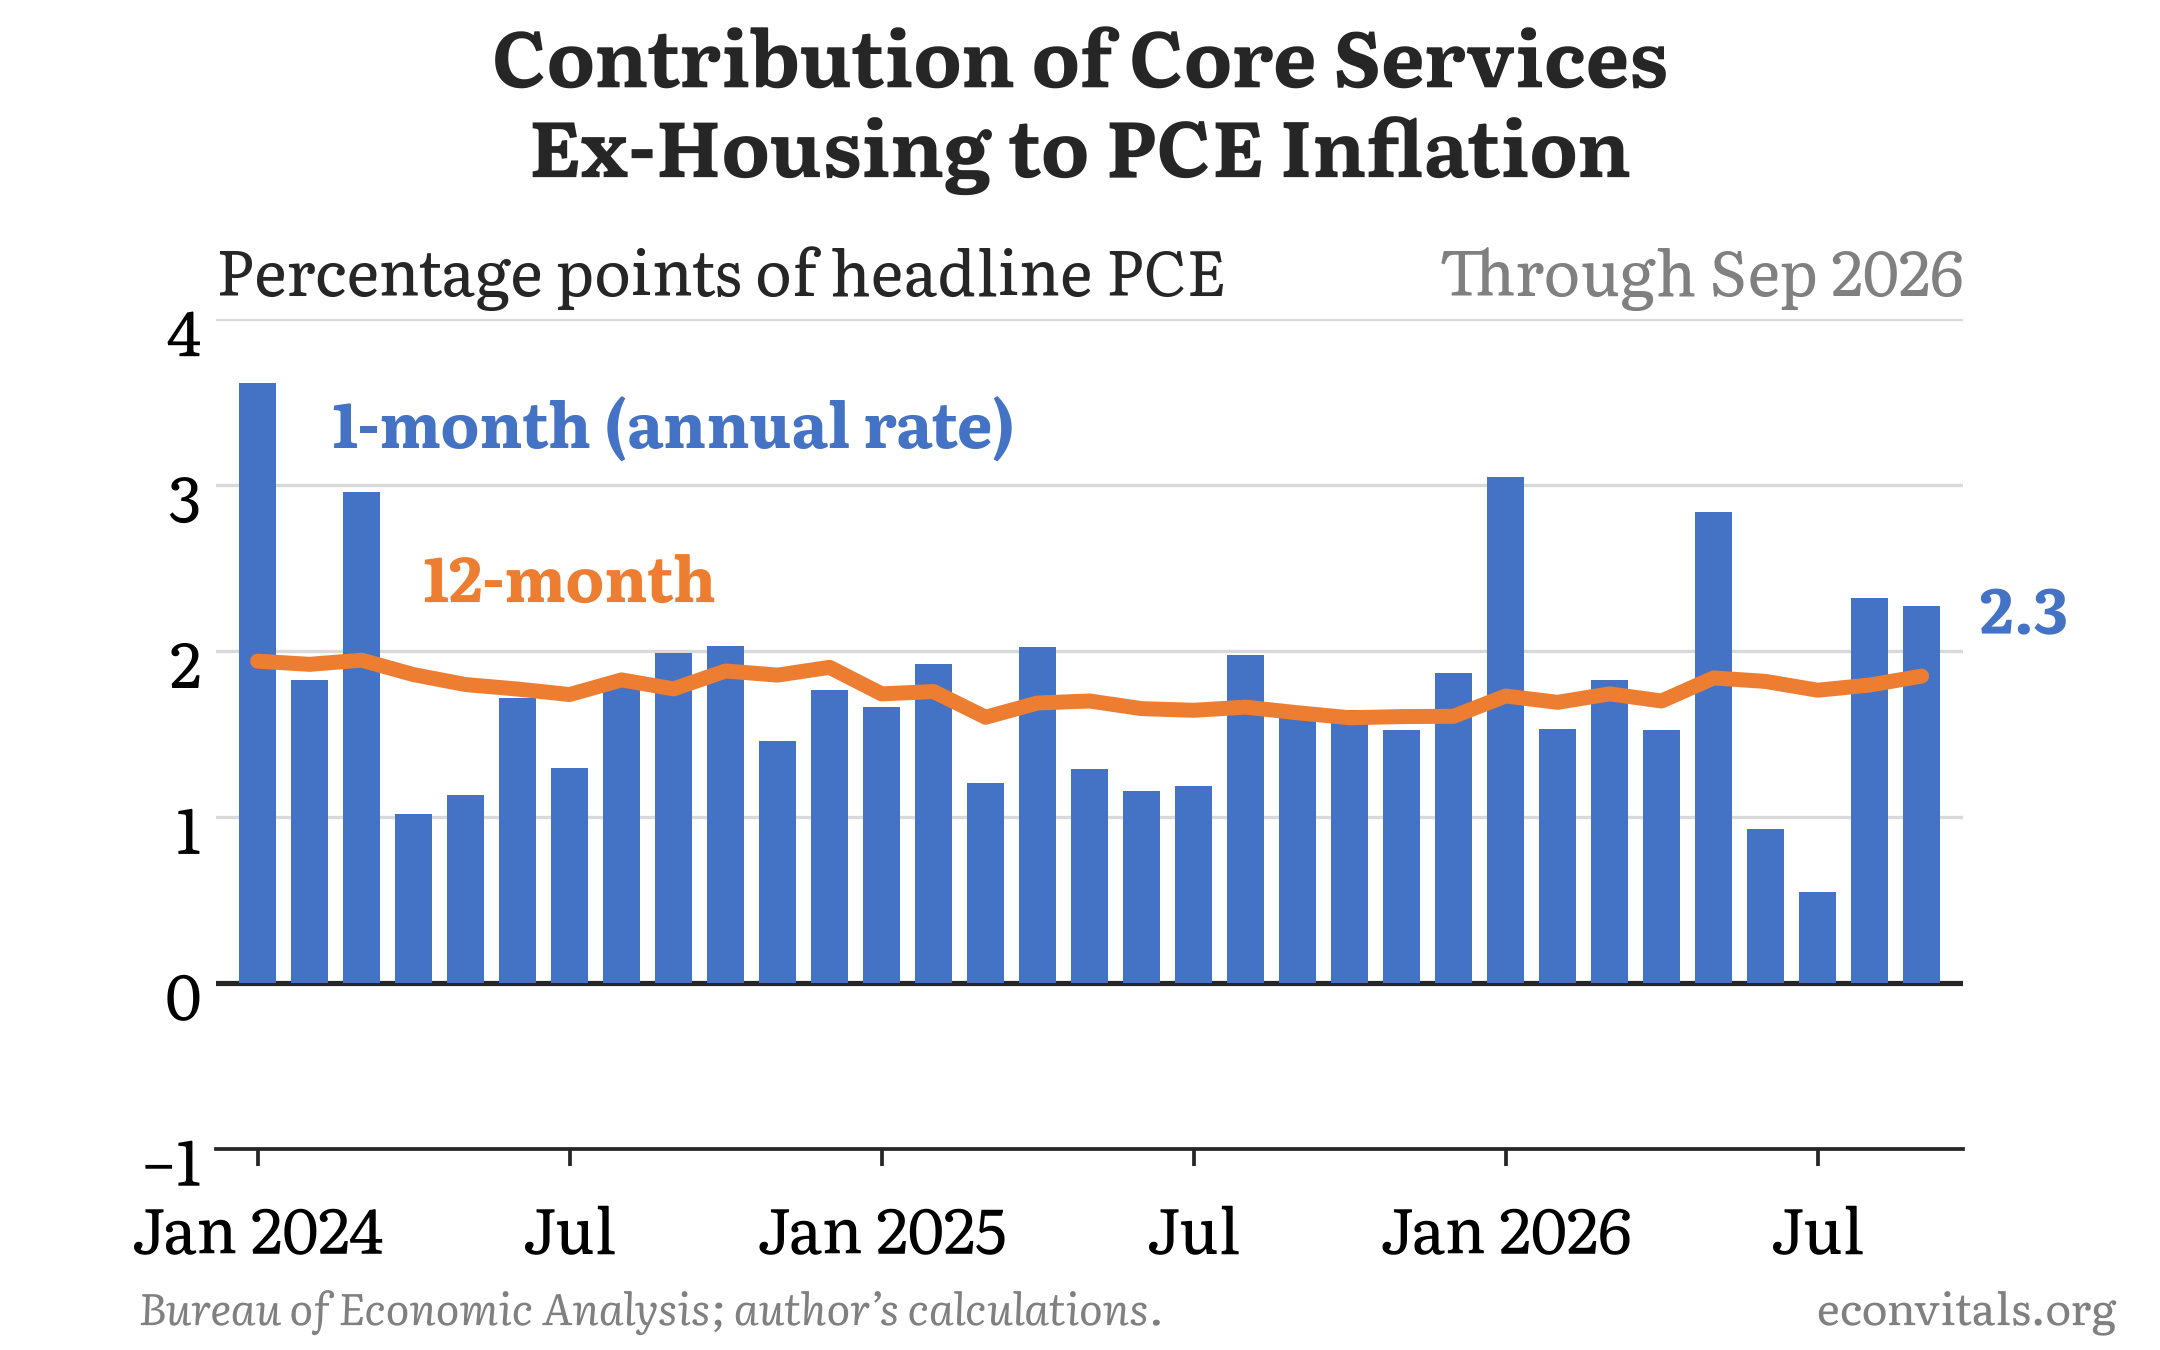 Contribution of Core Services
Ex-Housing to PCE Inflation
Percentage points of headline PCE
Through Sep 2026
4
1-month (annual rate)
3
12-month
2.3
2
1
0
−1
Jan 2024
Jul
Jan 2025
Jul
Jan 2026
Jul
Bureau of Economic Analysis; author’s calculations.
econvitals.org